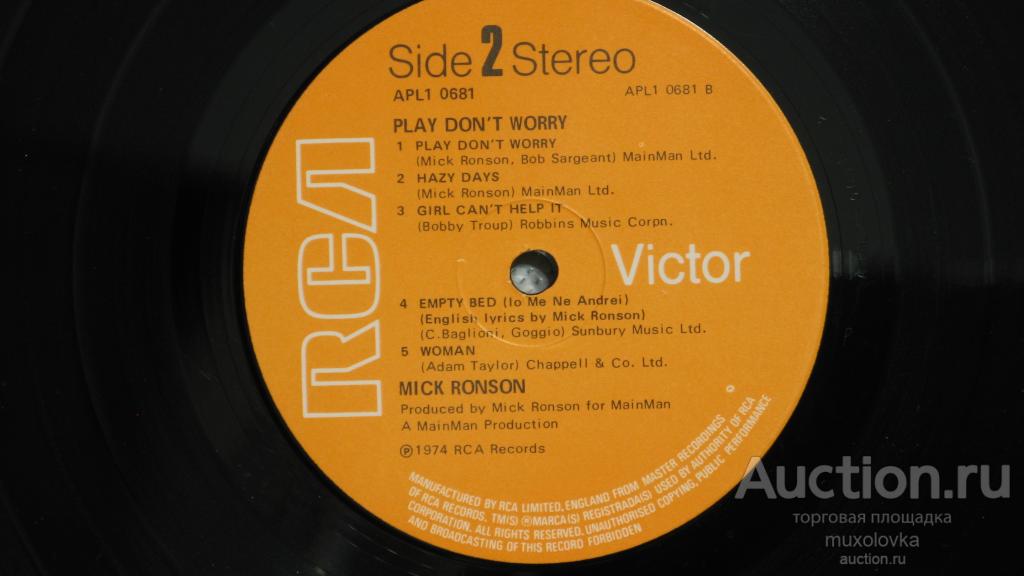 Side 2 Stereo
APL1 0681
APL1 0681 B
PLAY DON'T WORRY
1 PLAY DON'T WORRY
(Mick Ronson, Bob Sargeant) MainMan Ltd.
2 HAZY DAYS
(Mick Ronson) MainMan Ltd.
3 GIRL CAN'T HELP IT
(Bobby Troup) Robbins Music Corpn.
RCA
Victor
4 EMPTY BED (Io Me Ne Andrei)
(English lyrics by Mick Ronson)
(C.Baglioni, Goggio) Sunbury Music Ltd.
5 WOMAN
(Adam Taylor) Chappell & Co. Ltd.
MICK RONSON
Produced by Mick Ronson for MainMan
A MainMan Production
Ⓟ1974 RCA Records
MANUFACTURED BY RCA LIMITED, ENGLAND FROM MASTER RECORDINGS
OF RCA RECORDS. TM(S) ®MARCA(S) REGISTRADA(S) USED BY AUTHORITY OF RCA
CORPORATION. ALL RIGHTS RESERVED. UNAUTHORISED COPYING, PUBLIC PERFORMANCE
AND BROADCASTING OF THIS RECORD FORBIDDEN
Auction.ru
торговая площадка
muxolovka
auction.ru